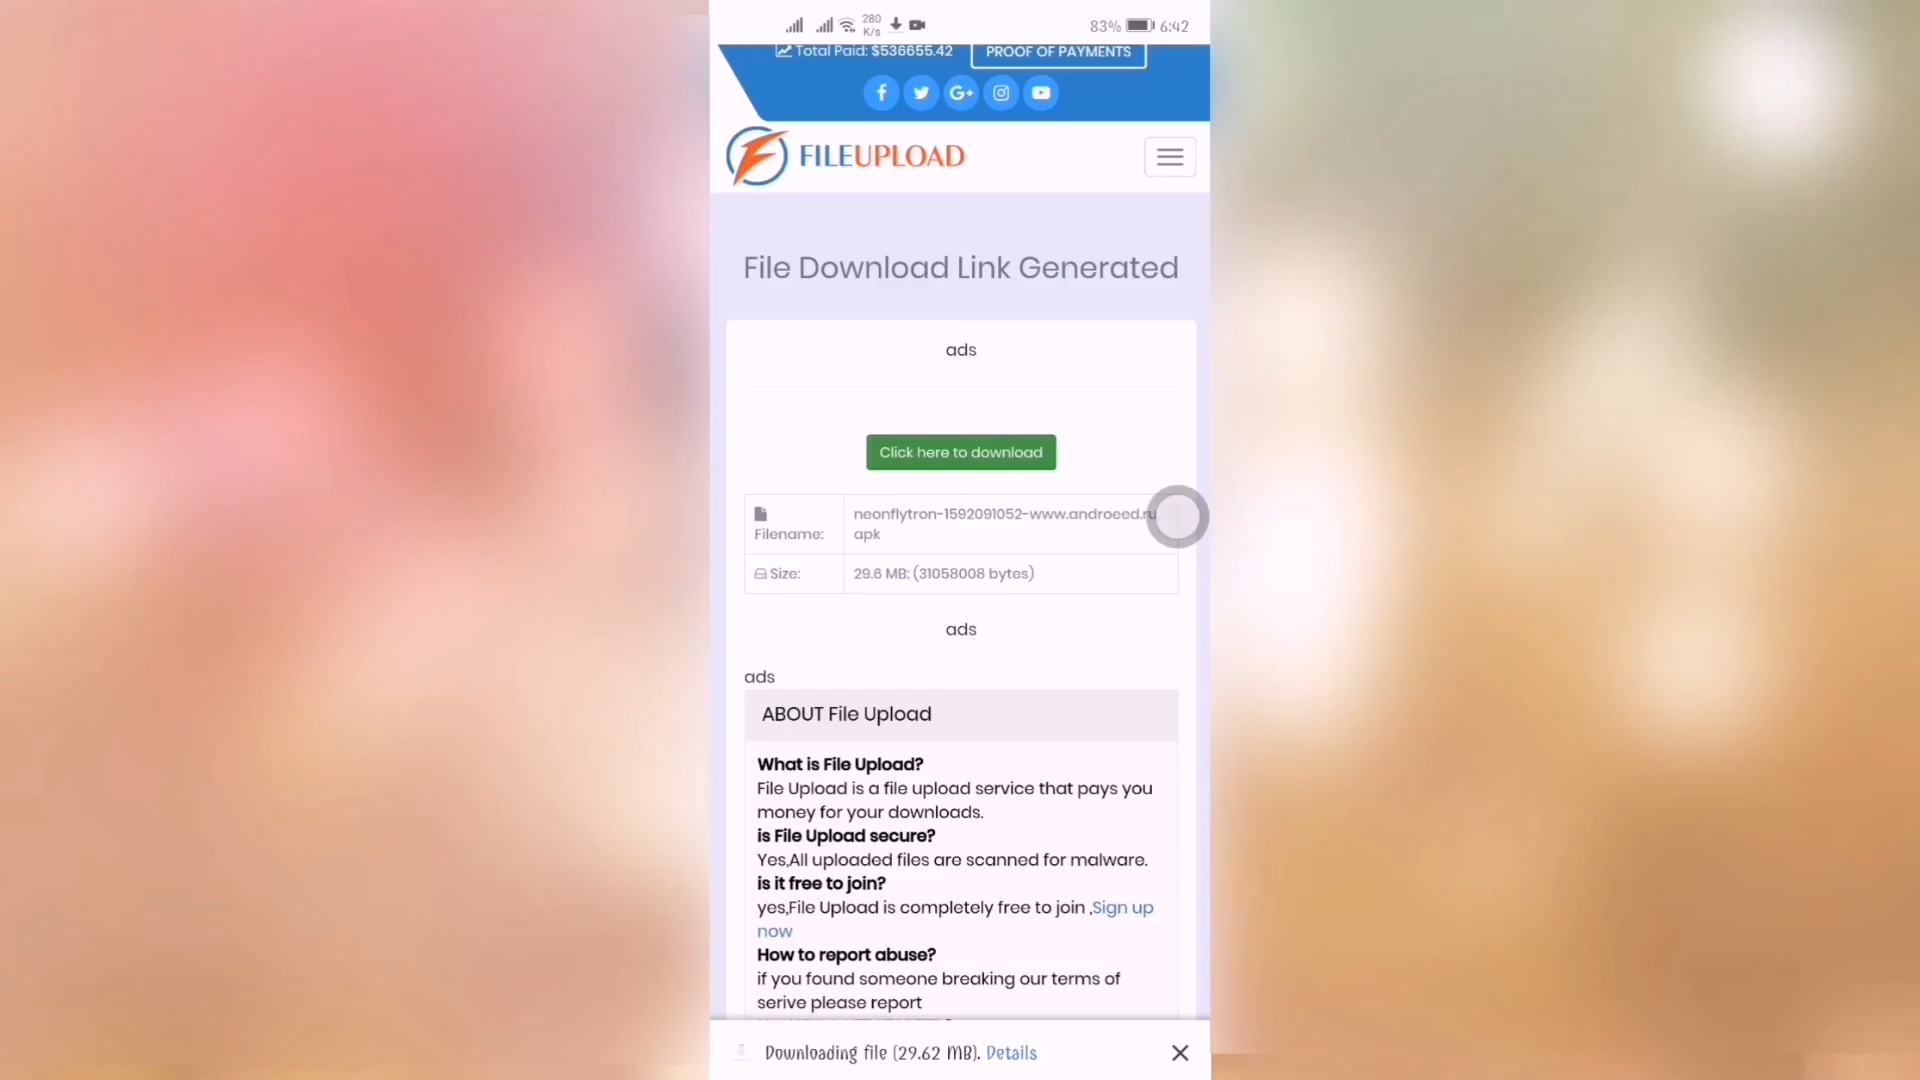 280
K/s
83%
6:42
Total Paid: $536655.42
PROOF OF PAYMENTS
FILEUPLOAD
File Download Link Generated
ads
Click here to download
Filename:
neonflytron-1592091052-www.androeed.ru
apk
Size:
29.6 MB: (31058008 bytes)
ads
ads
ABOUT File Upload
What is File Upload?
File Upload is a file upload service that pays you
money for your downloads.
is File Upload secure?
Yes,All uploaded files are scanned for malware.
is it free to join?
yes,File Upload is completely free to join ,Sign up
now
How to report abuse?
if you found someone breaking our terms of
serive please report
Downloading file (29.62 MB). Details